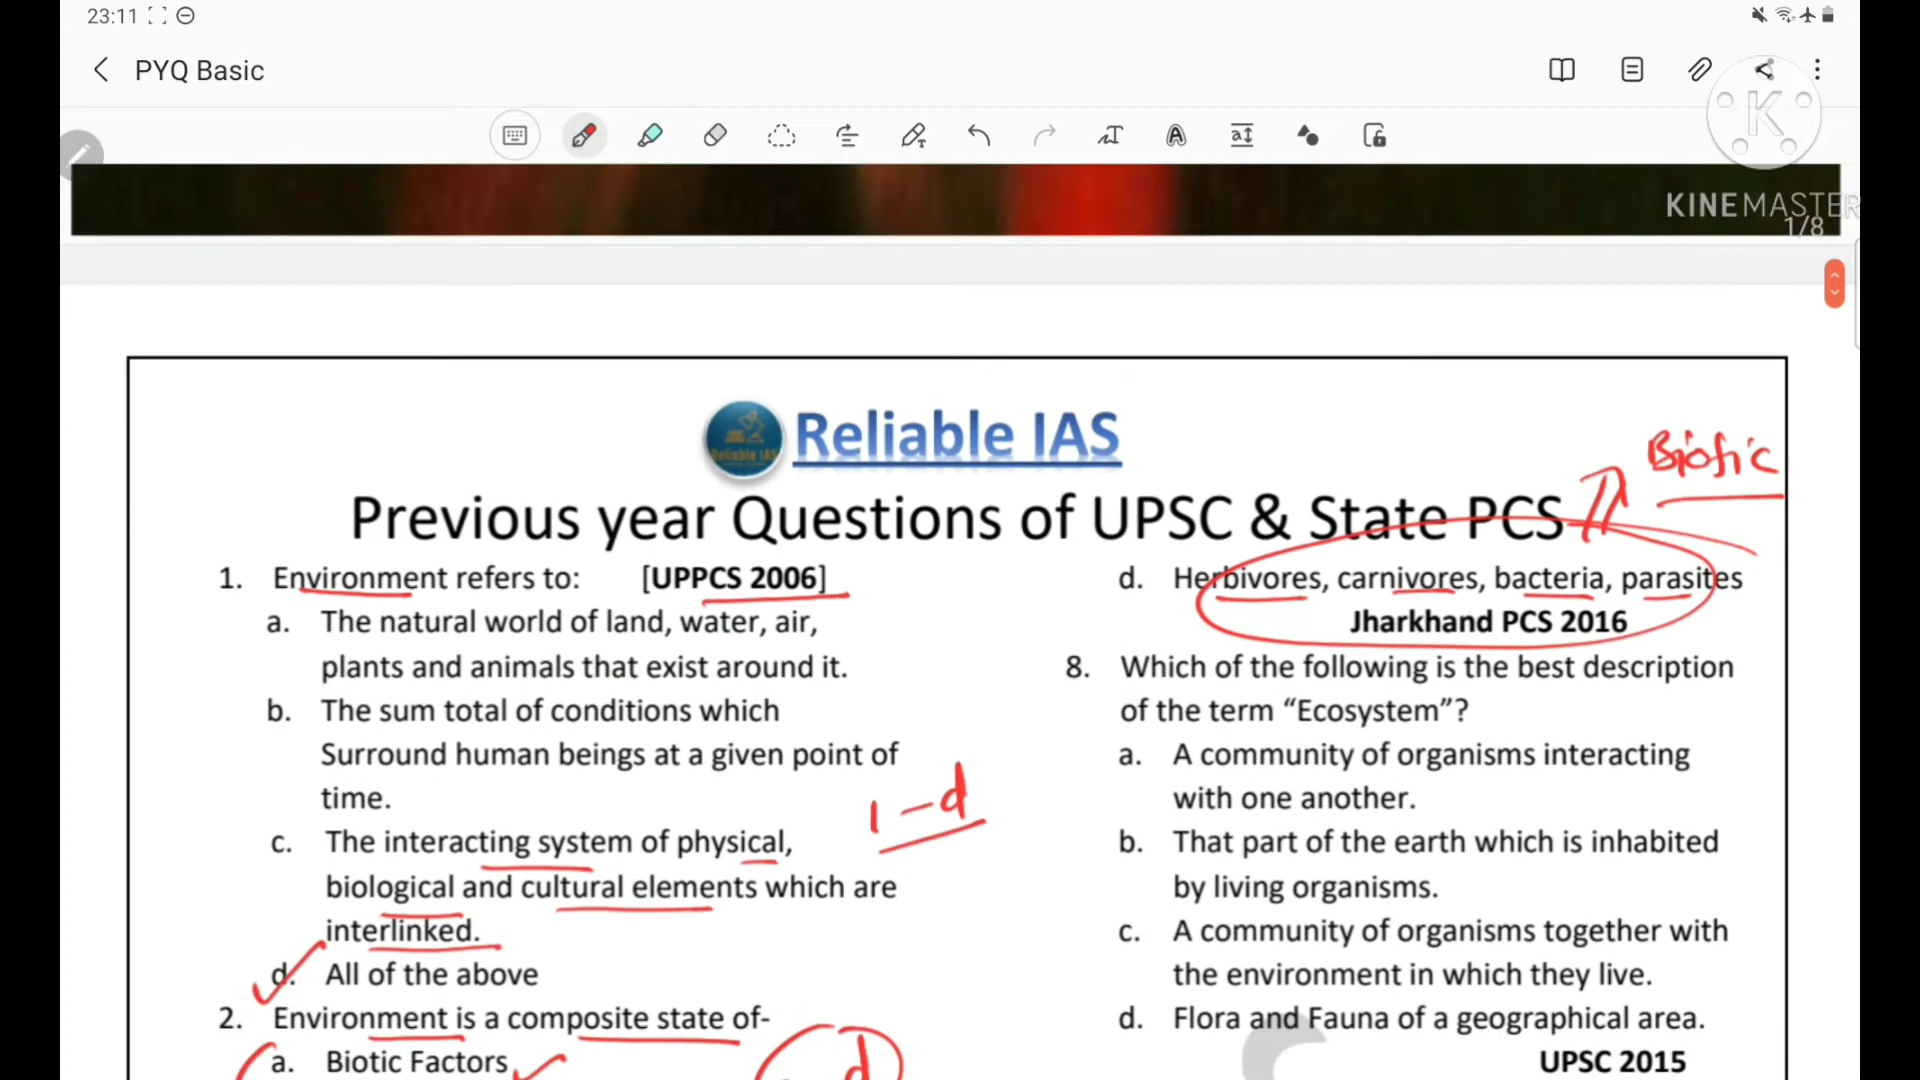 23:11
PYQ Basic
K
KINEMASTER
1/8
Reliable IAS
Reliable IAS
Biotic
Previous year Questions of UPSC & State PCS
1. Environment refers to: [UPPCS 2006]
a. The natural world of land, water, air,
plants and animals that exist around it.
b. The sum total of conditions which
Surround human beings at a given point of
time.
1 - d
c. The interacting system of physical,
biological and cultural elements which are
interlinked.
d. All of the above
2. Environment is a composite state of-
a. Biotic Factors
d
d. Herbivores, carnivores, bacteria, parasites
Jharkhand PCS 2016
8. Which of the following is the best description
of the term “Ecosystem”?
a. A community of organisms interacting
with one another.
b. That part of the earth which is inhabited
by living organisms.
c. A community of organisms together with
the environment in which they live.
d. Flora and Fauna of a geographical area.
UPSC 2015